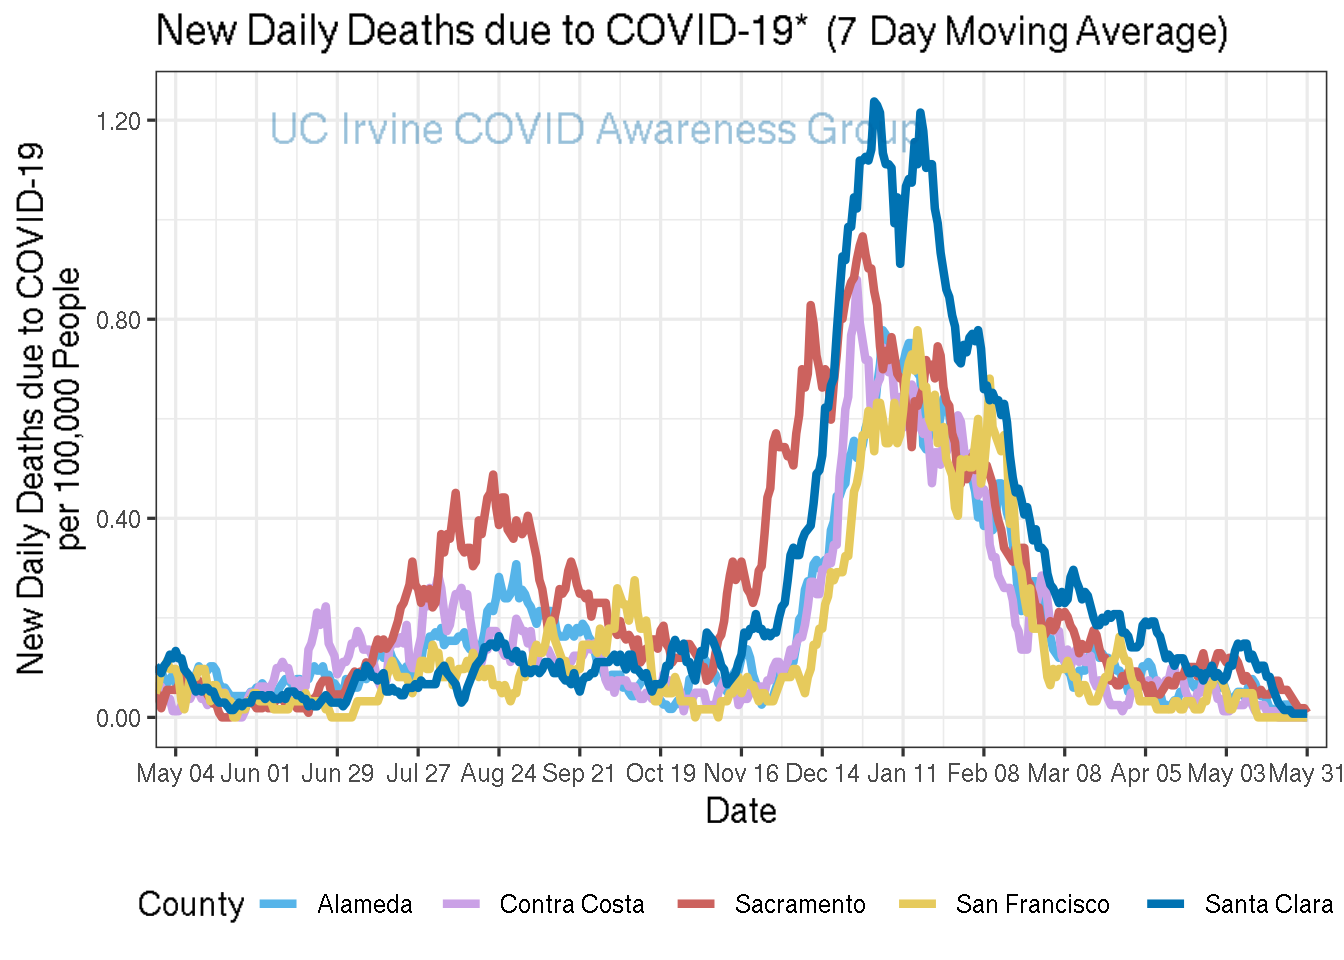 New Daily Deaths due to COVID-19* (7 Day Moving Average)
UC Irvine COVID Awareness Group
New Daily Deaths due to COVID-19
per 100,000 People
1.20
0.80
0.40
0.00
May 04 Jun 01 Jun 29 Jul 27 Aug 24 Sep 21 Oct 19 Nov 16 Dec 14 Jan 11 Feb 08 Mar 08 Apr 05 May 03 May 31
Date
County Alameda Contra Costa Sacramento San Francisco Santa Clara